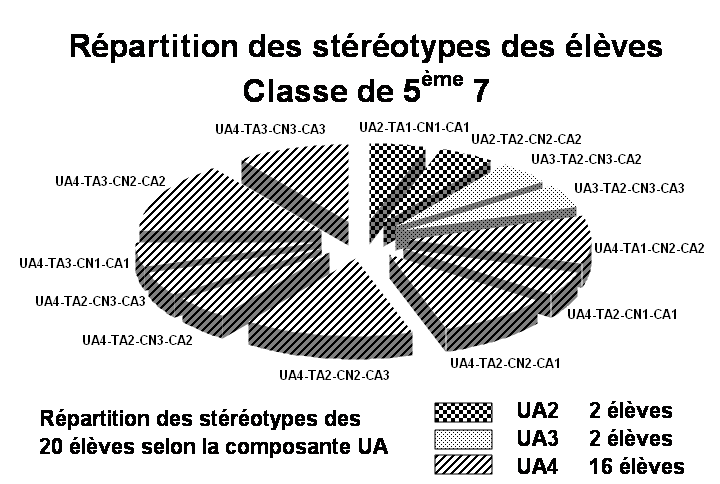 Répartition des stéréotypes des élèves
Classe de 5ème 7
UA4-TA3-CN3-CA3
UA2-TA1-CN1-CA1
UA2-TA2-CN2-CA2
UA3-TA2-CN3-CA2
UA4-TA3-CN2-CA2
UA3-TA2-CN3-CA3
UA4-TA1-CN2-CA2
UA4-TA3-CN1-CA1
UA4-TA2-CN3-CA3
UA4-TA2-CN1-CA1
UA4-TA2-CN3-CA2
UA4-TA2-CN2-CA1
UA4-TA2-CN2-CA3
Répartition des stéréotypes des
20 élèves selon la composante UA
UA2 2 élèves
UA3 2 élèves
UA4 16 élèves